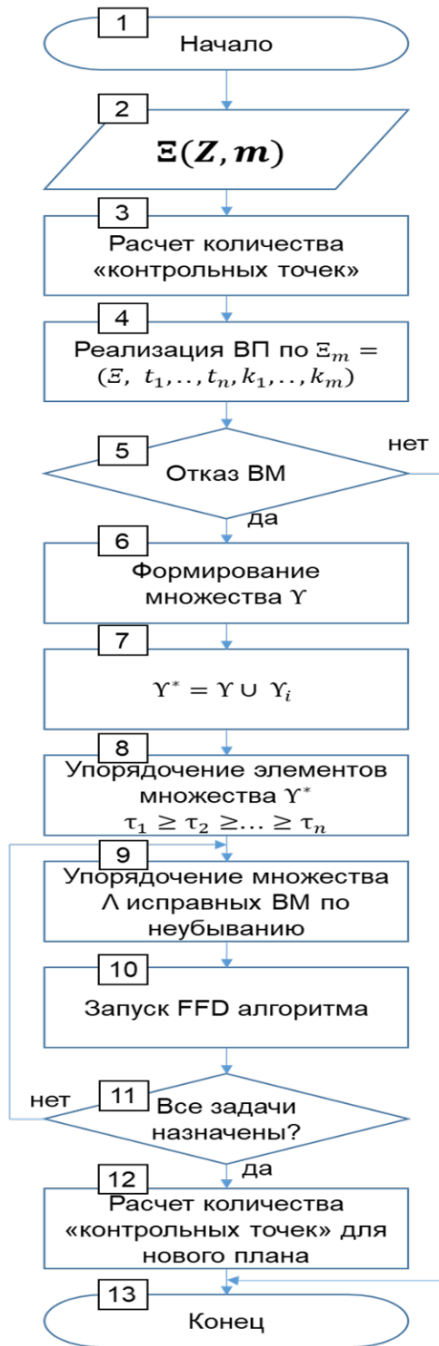 1
Начало
2
Ξ(Z, m)
3
Расчет количества
«контрольных точек»
4
Реализация ВП по Ξₘ =
(Ξ, t₁,..,tₙ,k₁,..,kₘ)
5
Отказ ВМ
нет
да
6
Формирование
множества ϒ
7
ϒ* = ϒ ∪ ϒᵢ
8
Упорядочение элементов
множества ϒ*
τ₁ ≥ τ₂ ≥... ≥ τₙ
9
Упорядочение множества
Λ исправных ВМ по
неубыванию
10
Запуск FFD алгоритма
11
нет
Все задачи
назначены?
да
12
Расчет количества
«контрольных точек» для
нового плана
13
Конец